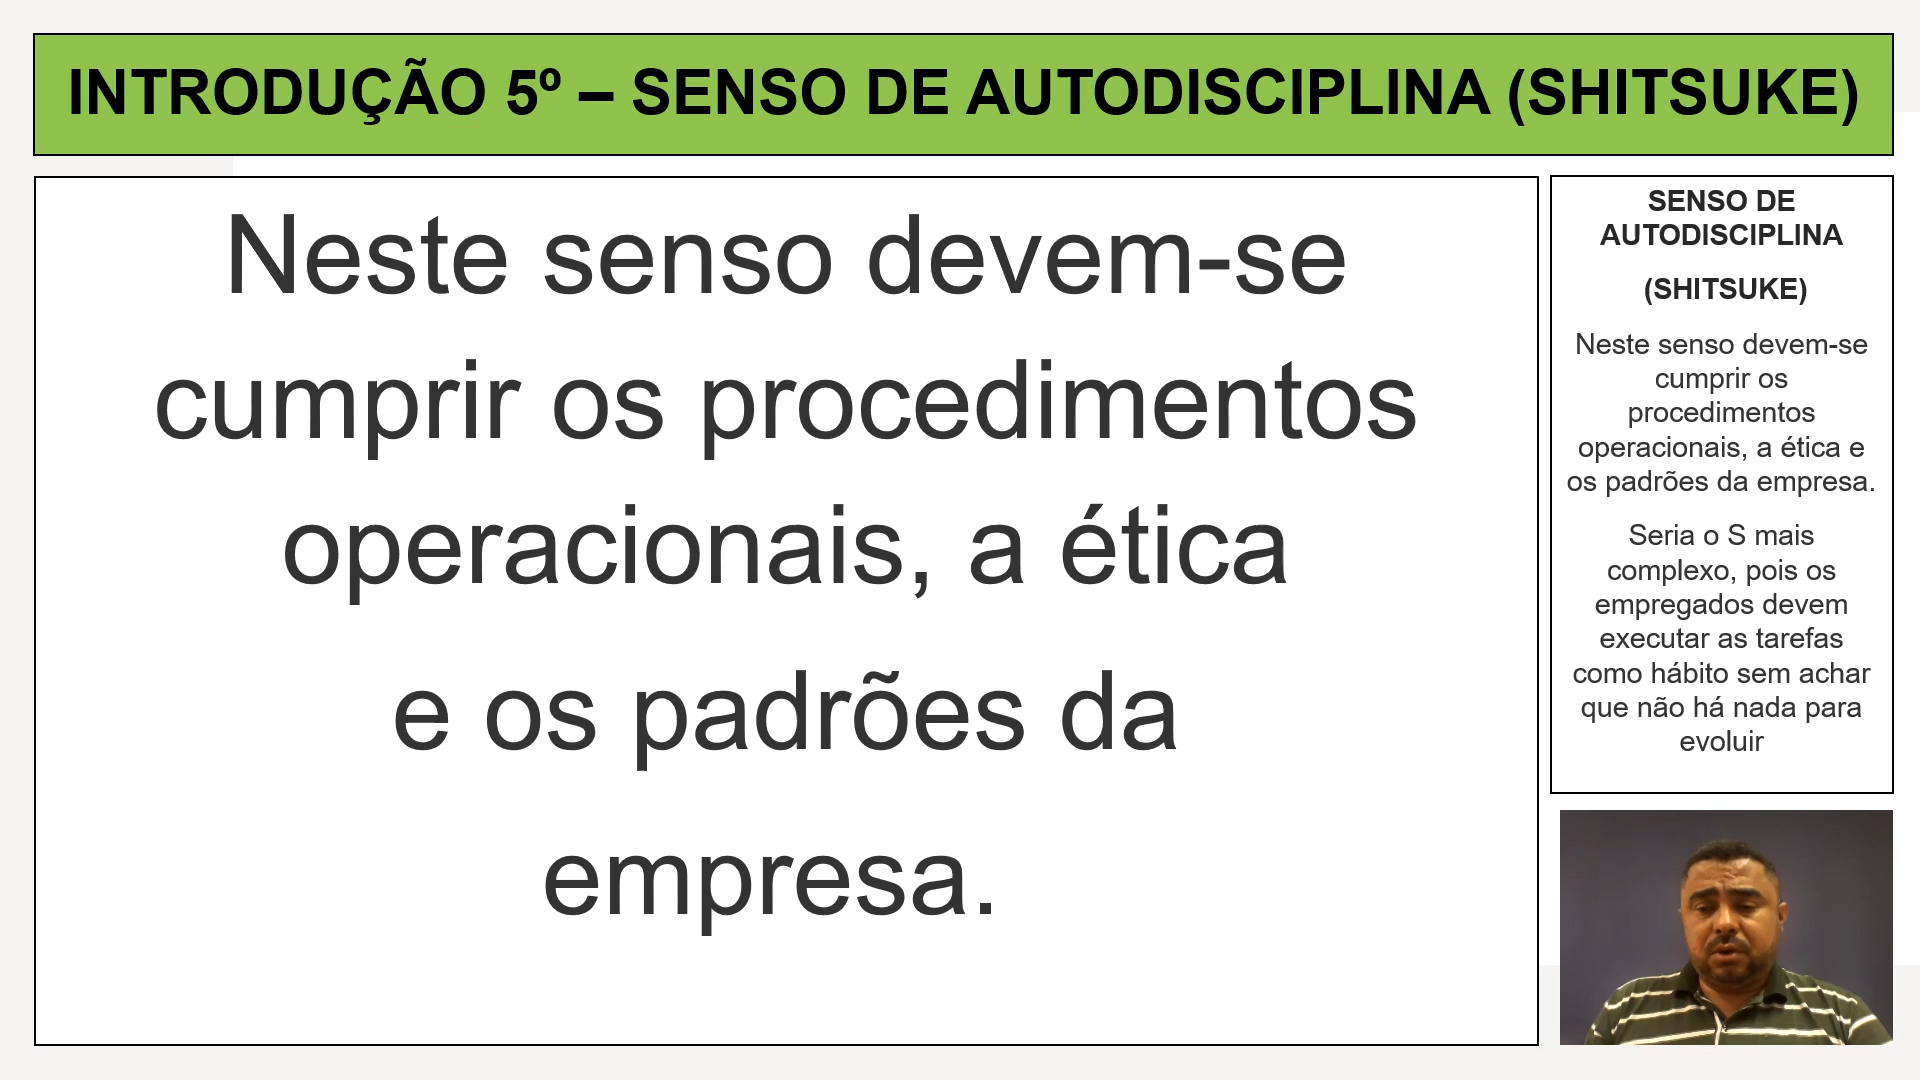 INTRODUÇÃO 5º – SENSO DE AUTODISCIPLINA (SHITSUKE)
Neste senso devem-se
cumprir os procedimentos
operacionais, a ética
e os padrões da
empresa.
SENSO DE
AUTODISCIPLINA
(SHITSUKE)
Neste senso devem-se
cumprir os
procedimentos
operacionais, a ética e
os padrões da empresa.
Seria o S mais
complexo, pois os
empregados devem
executar as tarefas
como hábito sem achar
que não há nada para
evoluir